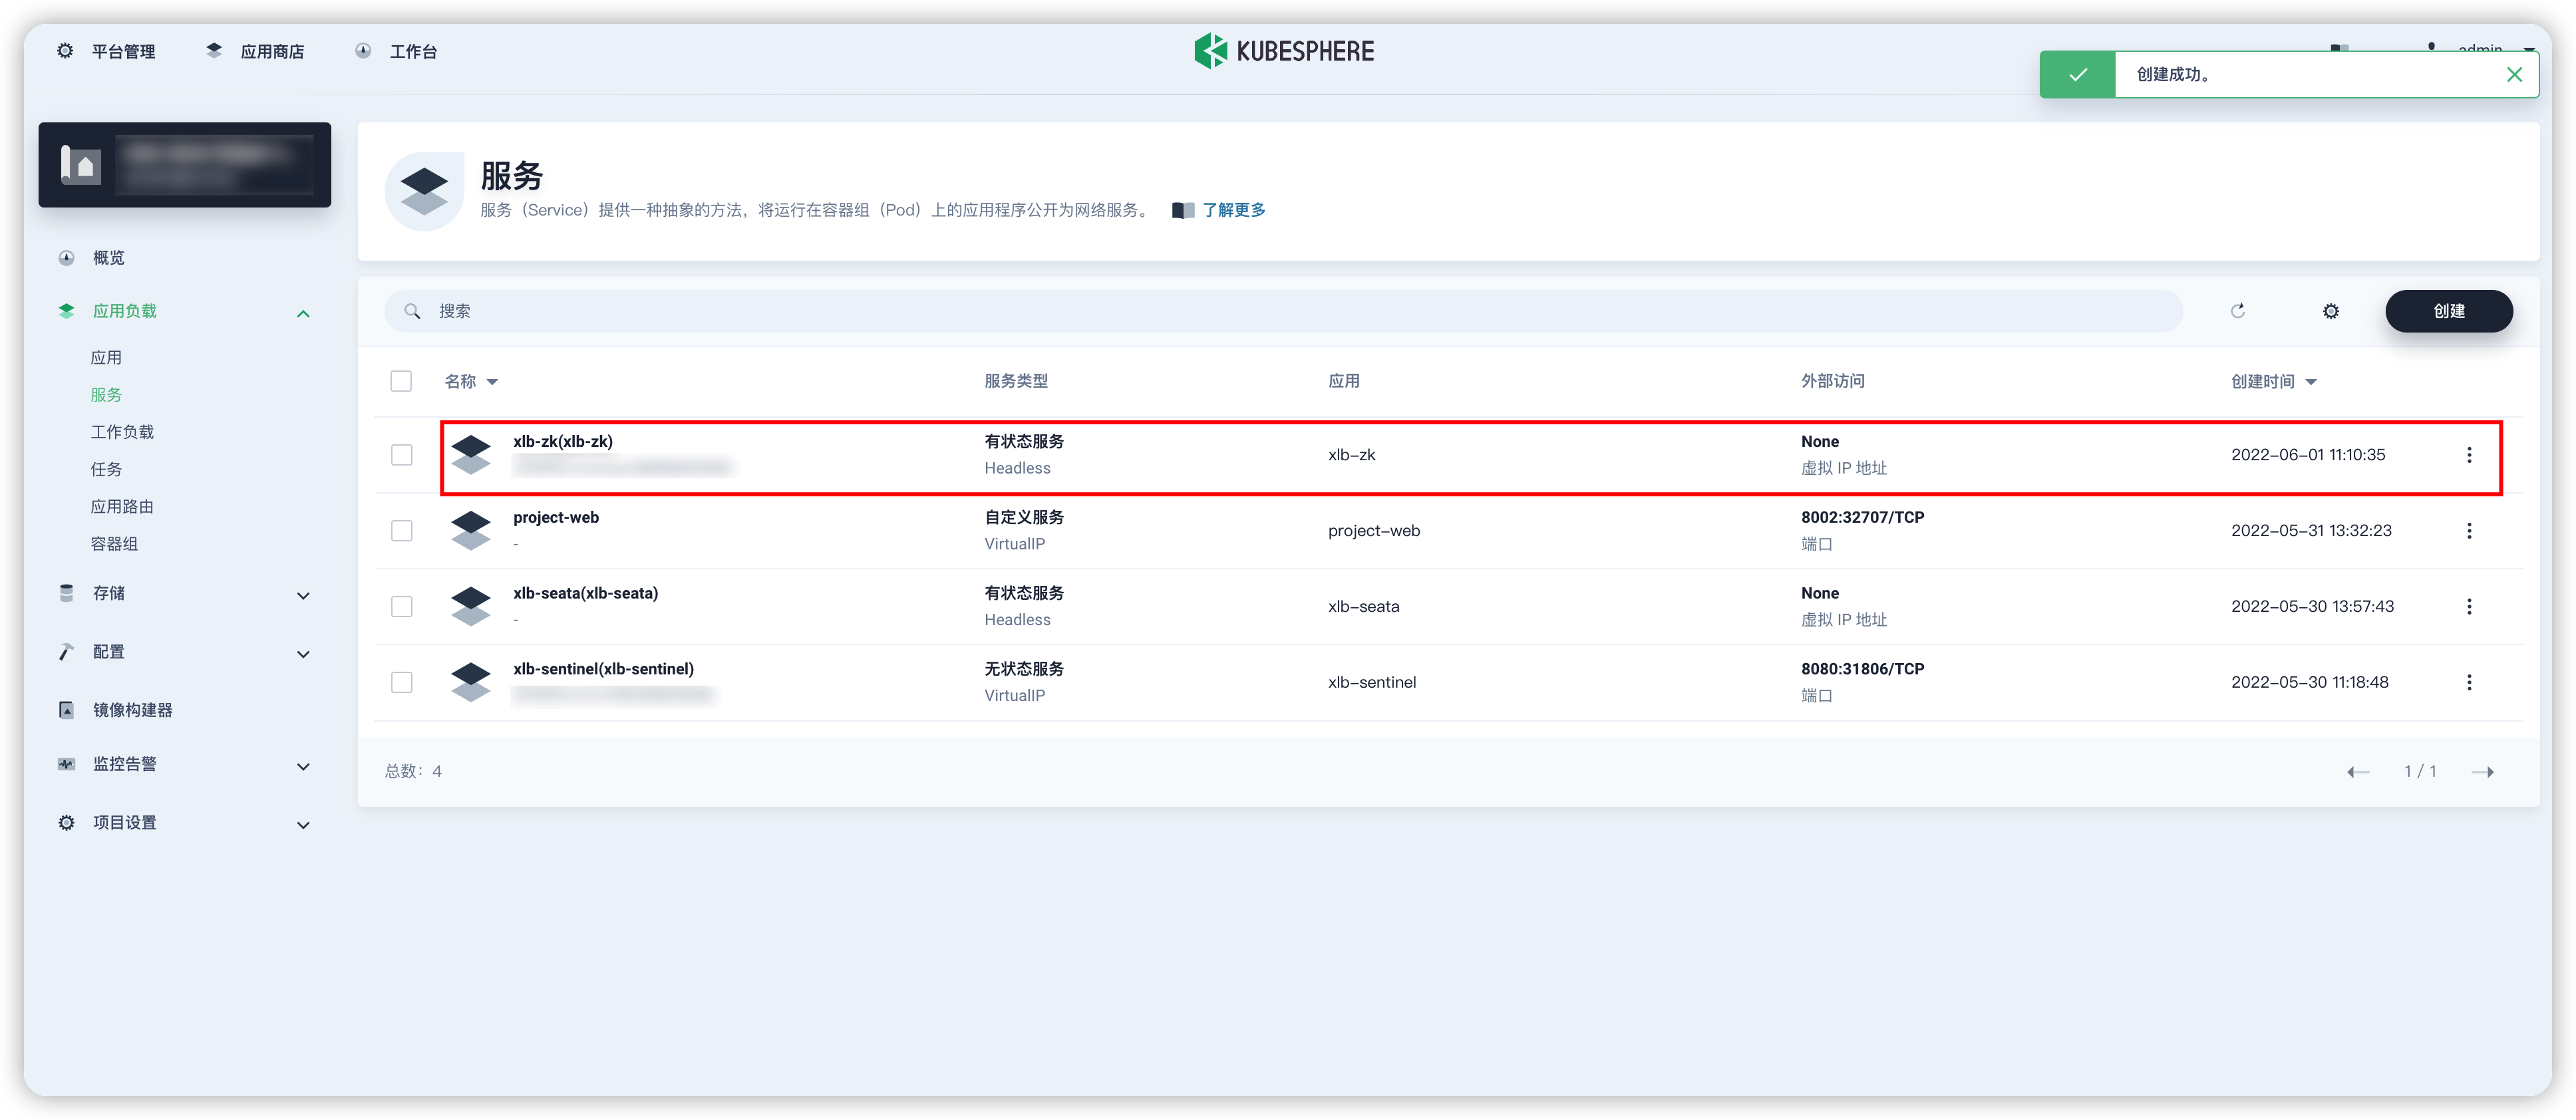 平台管理
应用商店
工作台
KUBESPHERE
admin
创建成功。
服务
服务（Service）提供一种抽象的方法，将运行在容器组（Pod）上的应用程序公开为网络服务。 了解更多
概览
应用负载
应用
服务
工作负载
任务
应用路由
容器组
存储
配置
镜像构建器
监控告警
项目设置
搜索
创建
名称 服务类型 应用 外部访问 创建时间
xlb-zk(xlb-zk)
有状态服务
Headless
xlb-zk
None
虚拟 IP 地址
2022-06-01 11:10:35
project-web
-
自定义服务
VirtualIP
project-web
8002:32707/TCP
端口
2022-05-31 13:32:23
xlb-seata(xlb-seata)
-
有状态服务
Headless
xlb-seata
None
虚拟 IP 地址
2022-05-30 13:57:43
xlb-sentinel(xlb-sentinel)
无状态服务
VirtualIP
xlb-sentinel
8080:31806/TCP
端口
2022-05-30 11:18:48
总数：4
1 / 1